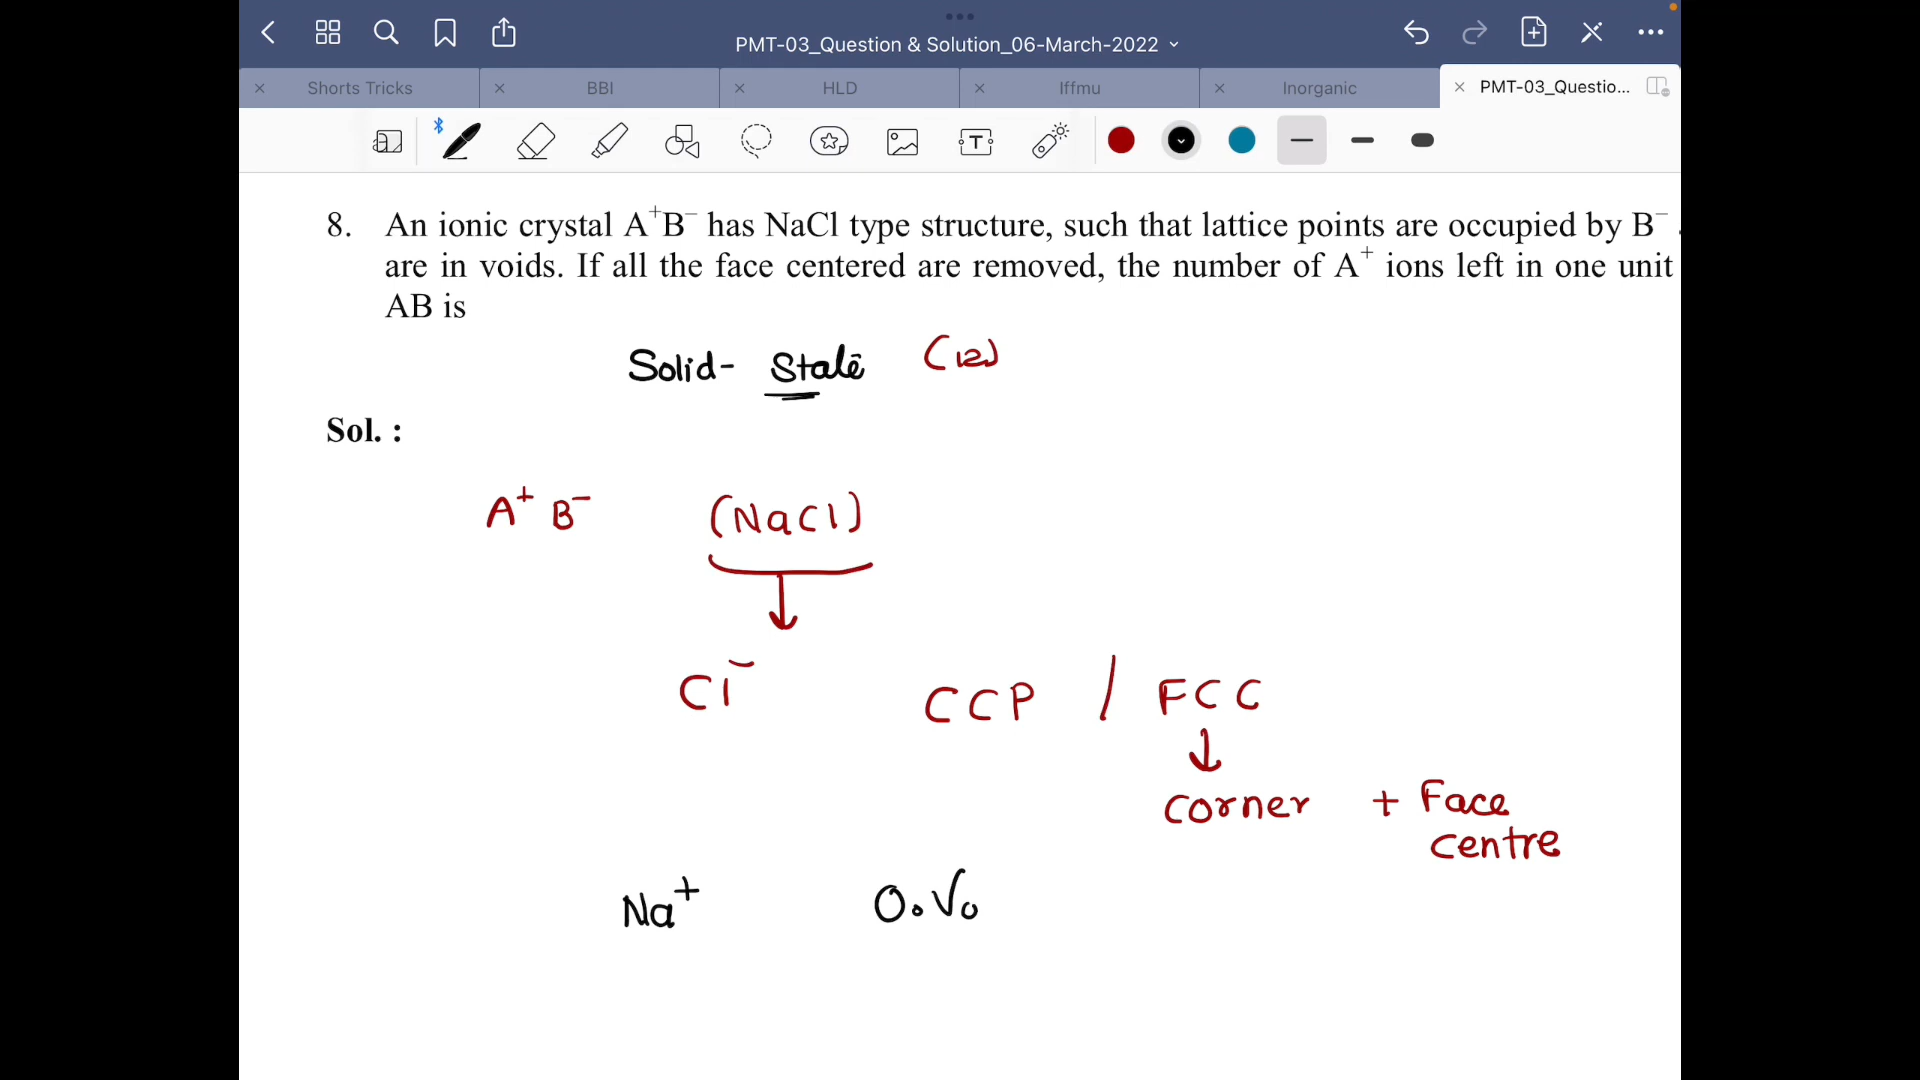 PMT-03_Question & Solution_06-March-2022
Shorts Tricks
BBI
HLD
Iffmu
Inorganic
PMT-03_Questio...
T
8. An ionic crystal A⁺B⁻ has NaCl type structure, such that lattice points are occupied by B⁻
are in voids. If all the face centered are removed, the number of A⁺ ions left in one unit
AB is
Solid- State (12)
Sol. :
A⁺ B⁻ (NaCl)
Cl⁻ CCP / FCC
corner + Face
centre
Na⁺ O.V.